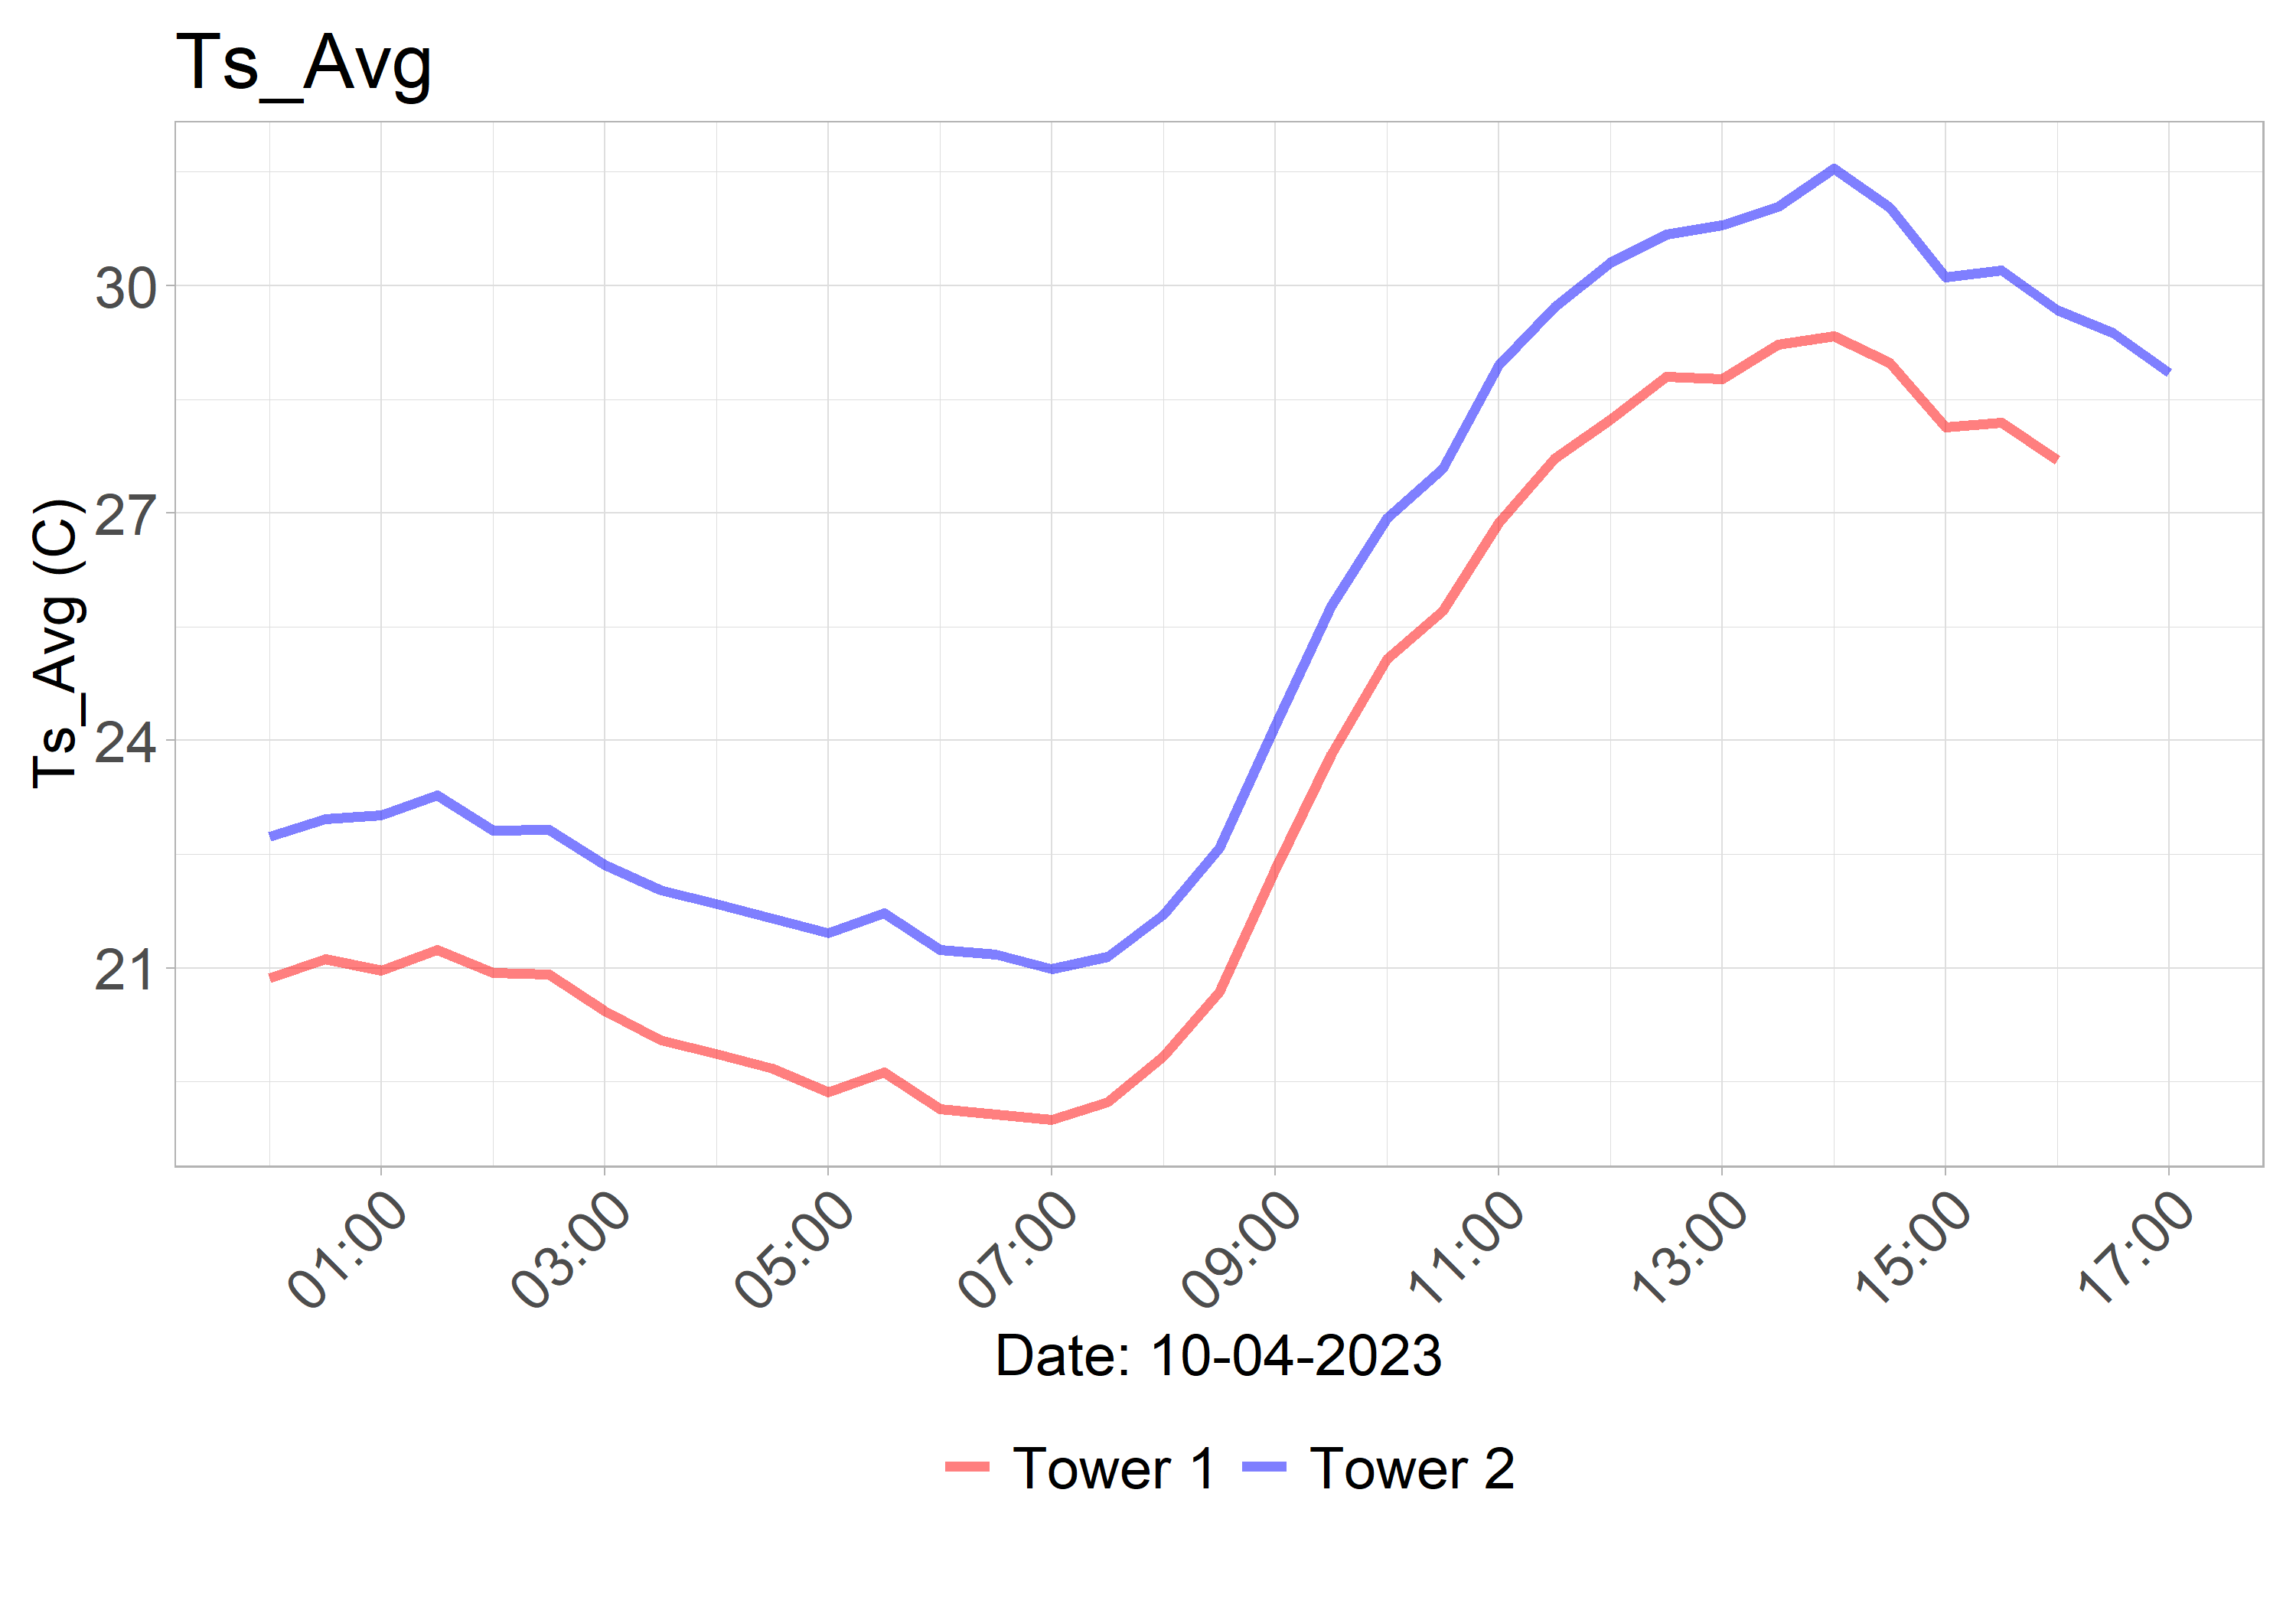 Ts_Avg
Ts_Avg (C)
30
27
24
21
01:00 03:00 05:00 07:00 09:00 11:00 13:00 15:00 17:00
Date: 10-04-2023
Tower 1 Tower 2